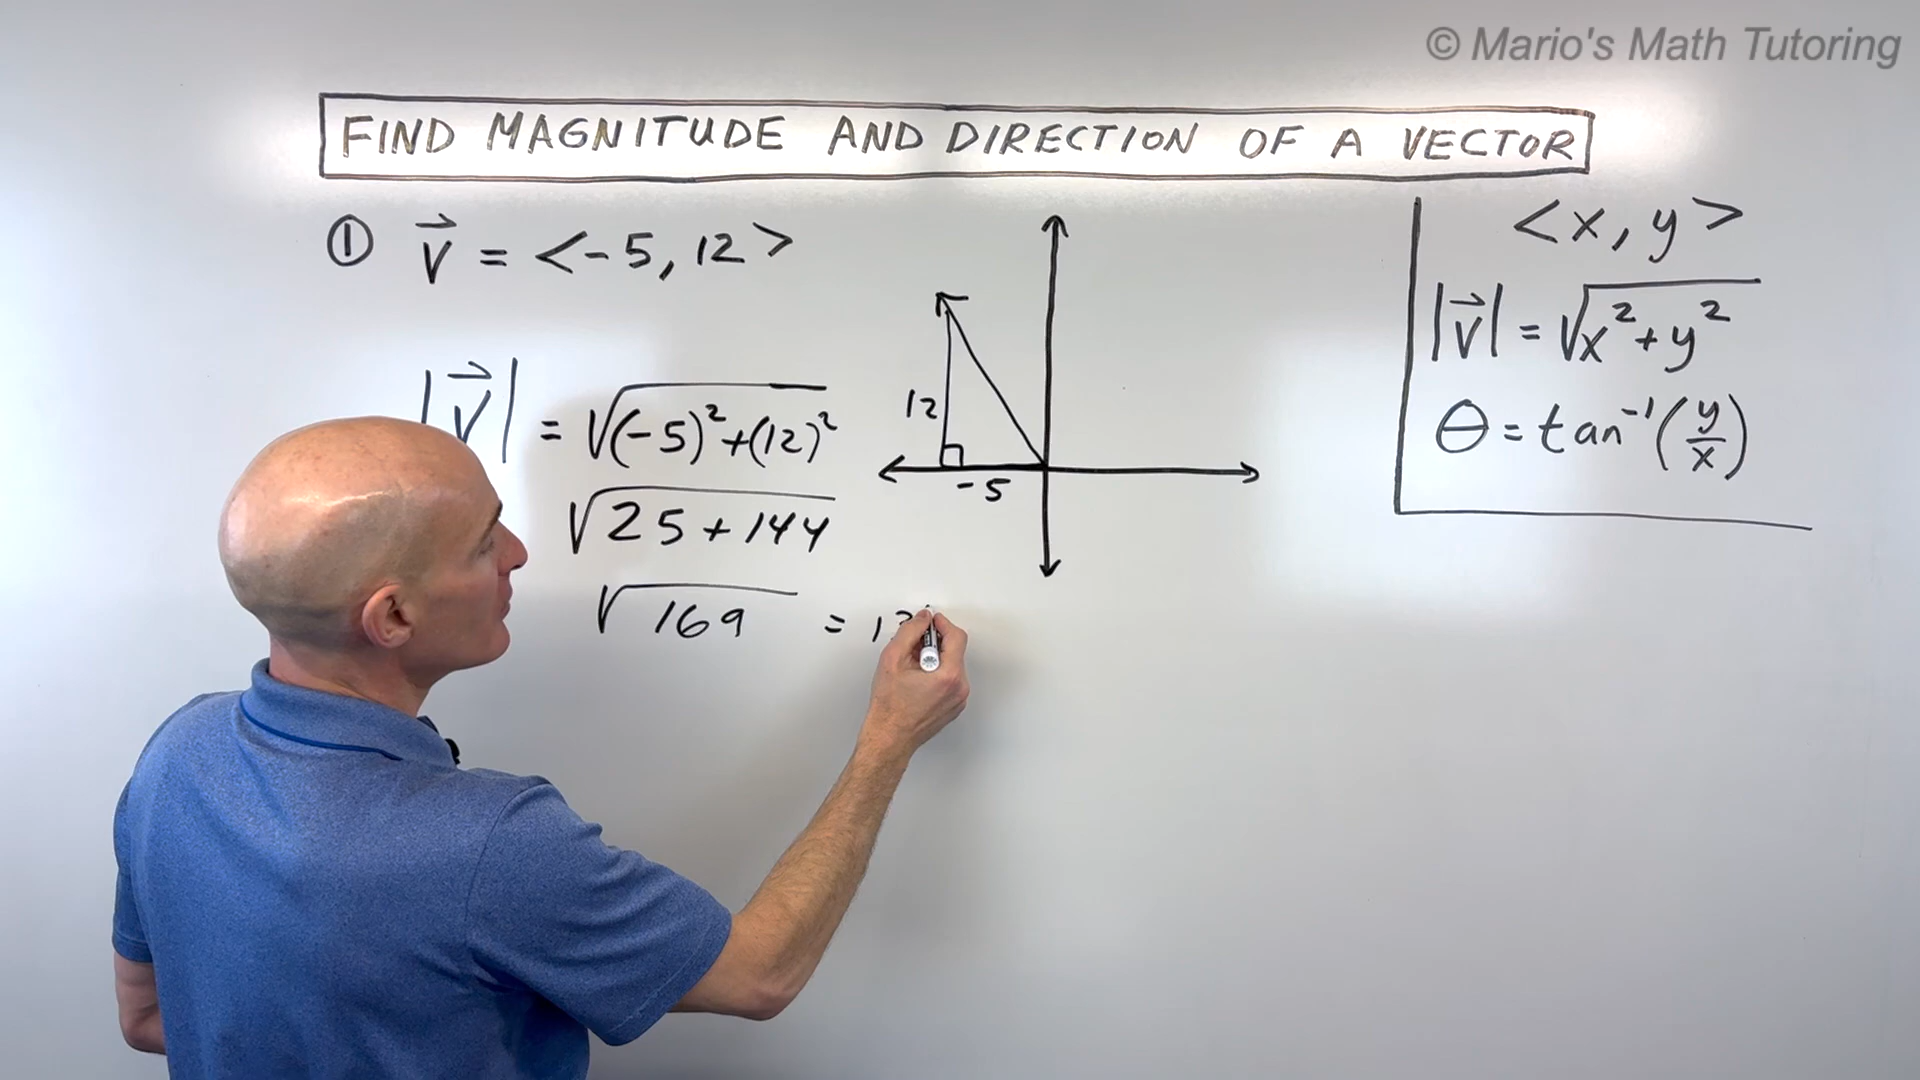 © Mario's Math Tutoring
FIND MAGNITUDE AND DIRECTION OF A VECTOR
① v⃗ = <-5, 12>
|v⃗| = √((-5)²+(12)²)
√(25+144)
√169 = 13
12
-5
<x, y>
|v⃗| = √(x²+y²)
θ = tan⁻¹(y/x)